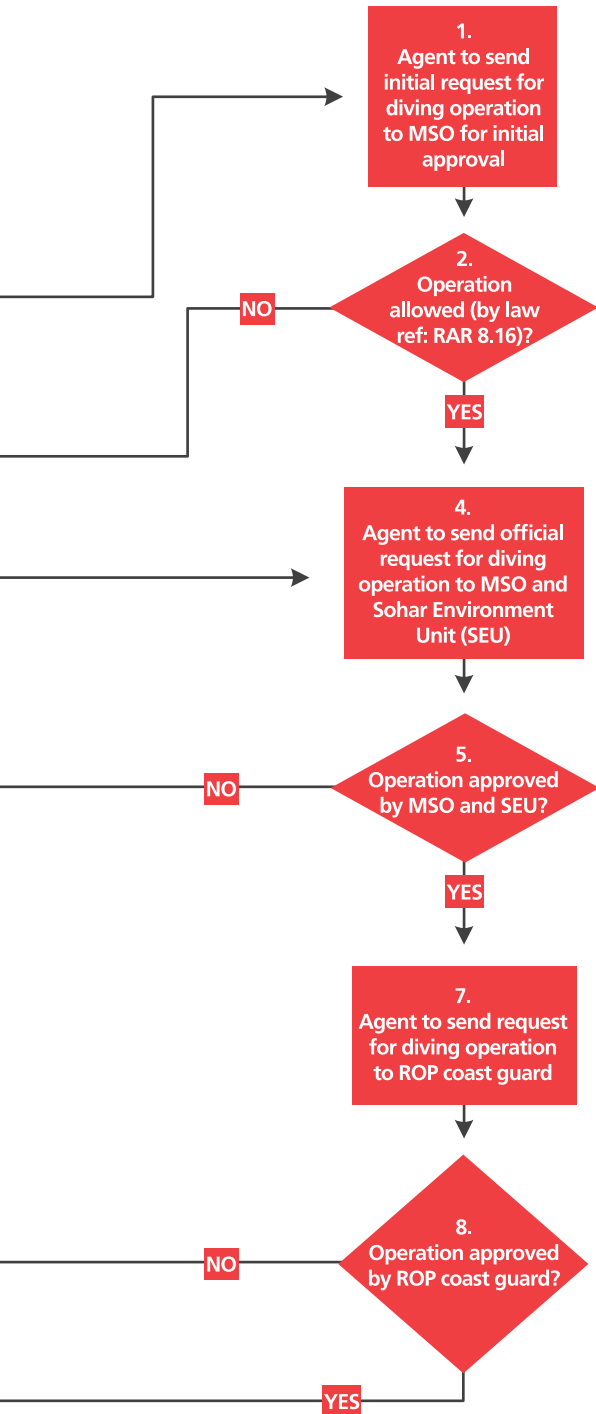 1.
Agent to send
initial request for
diving operation
to MSO for initial
approval
2.
Operation
allowed (by law
ref: RAR 8.16)?
NO
YES
4.
Agent to send official
request for diving
operation to MSO and
Sohar Environment
Unit (SEU)
5.
Operation approved
by MSO and SEU?
NO
YES
7.
Agent to send request
for diving operation
to ROP coast guard
8.
Operation approved
by ROP coast guard?
NO
YES